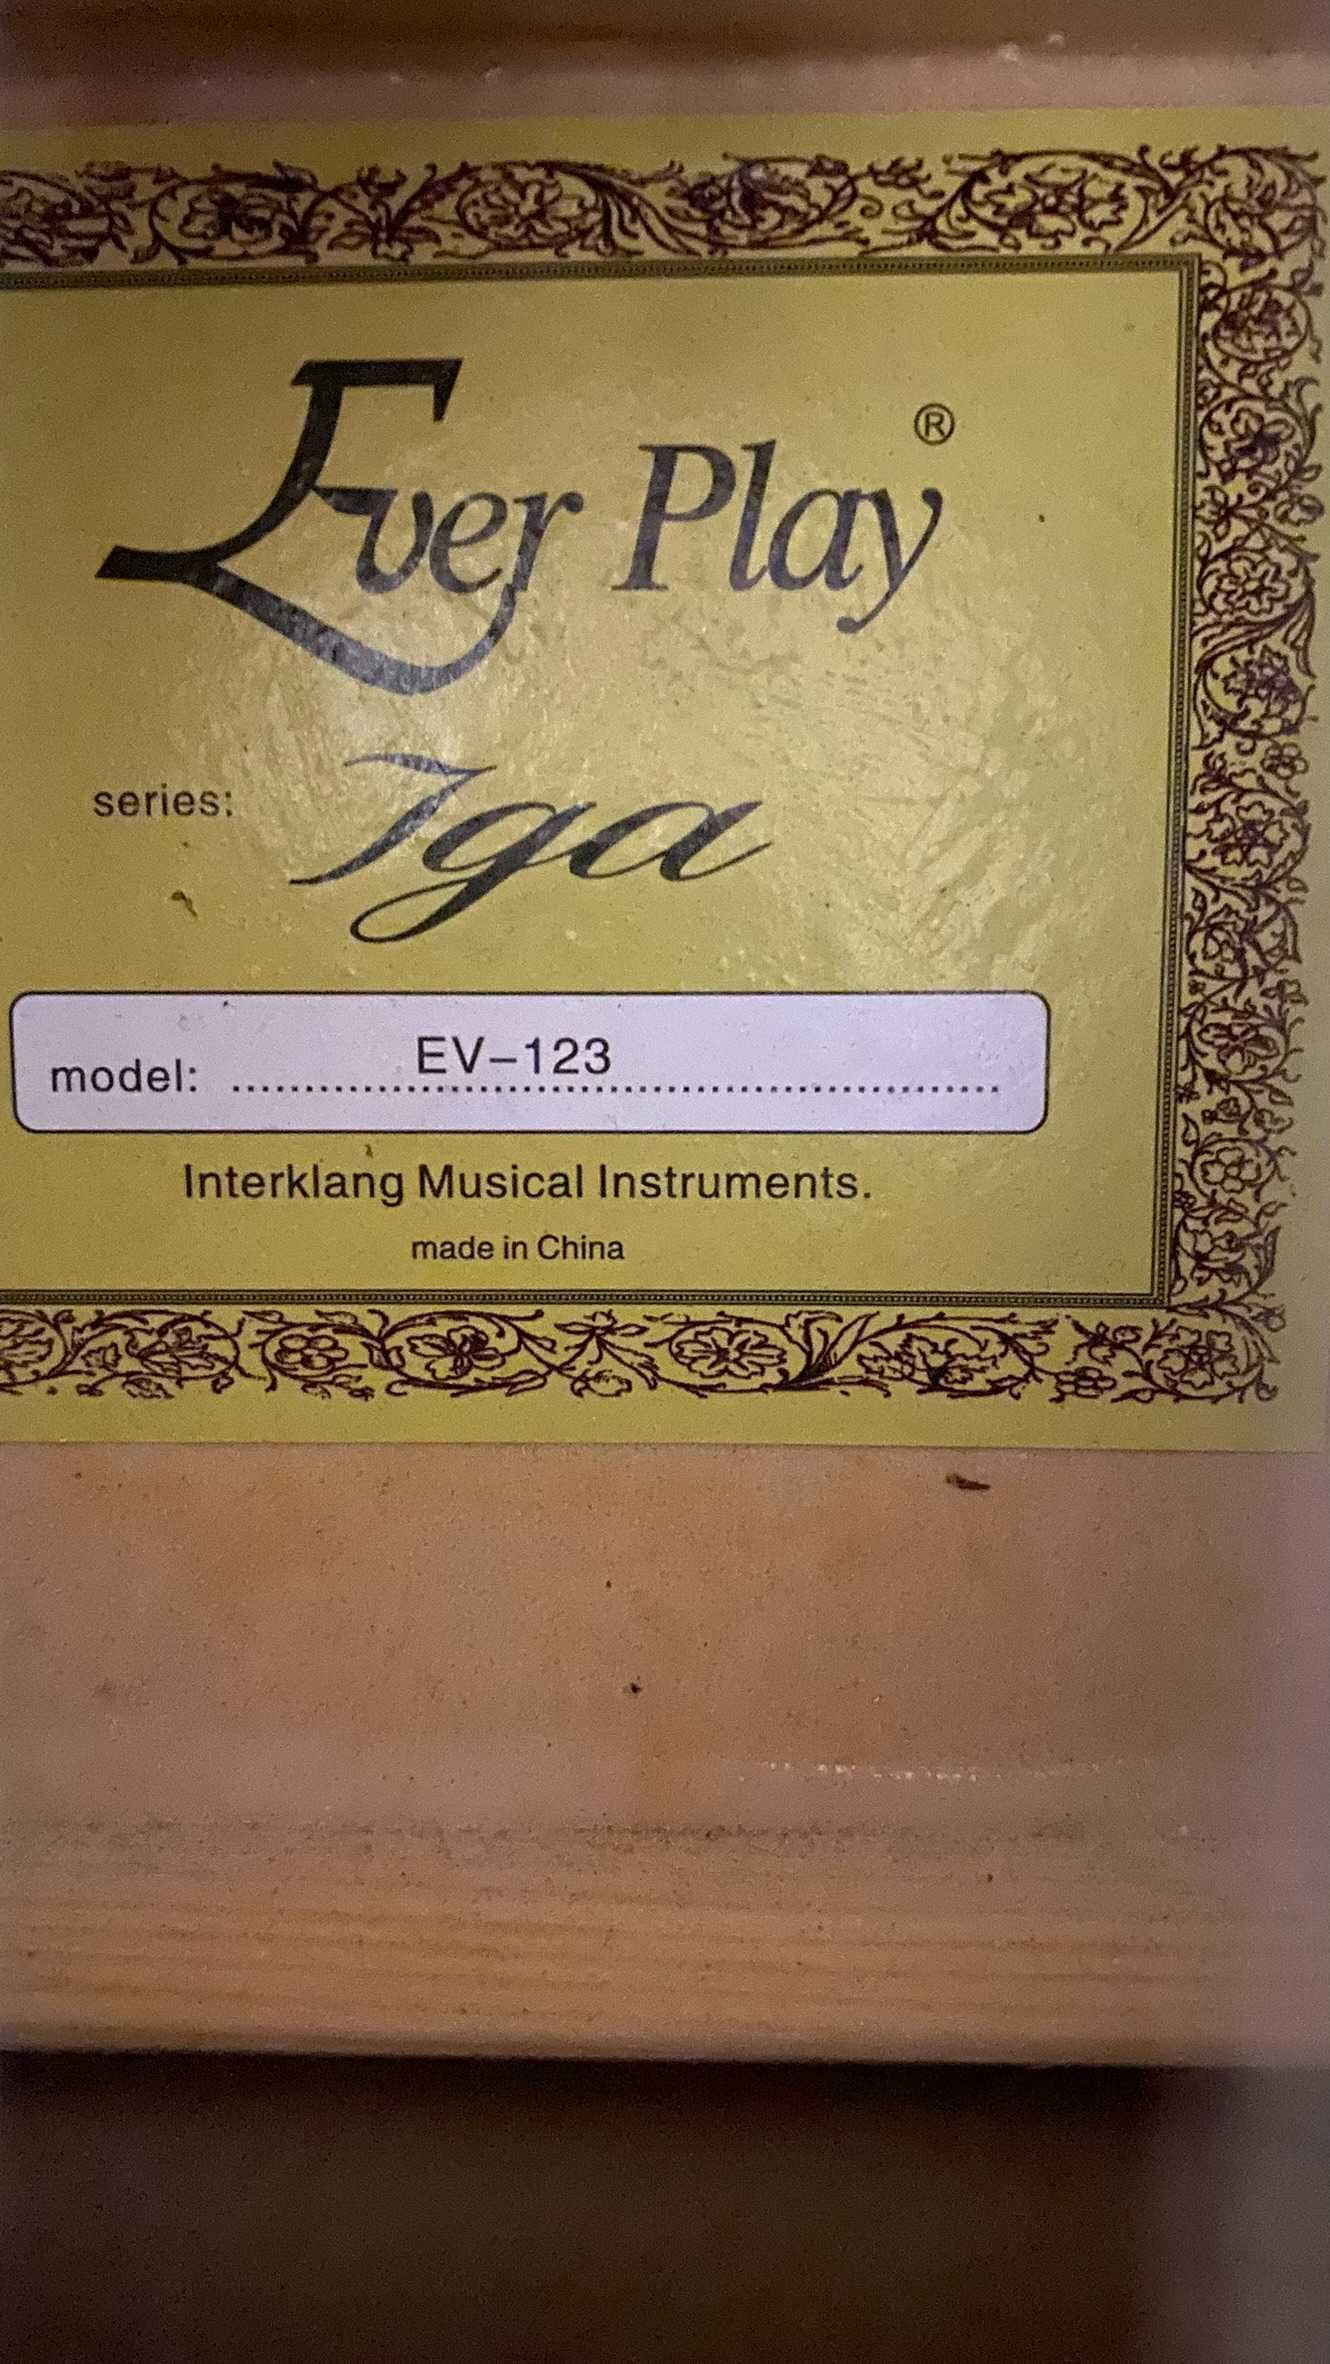 Ever Play®
series: Iga
model: EV-123
Interklang Musical Instruments.
made in China